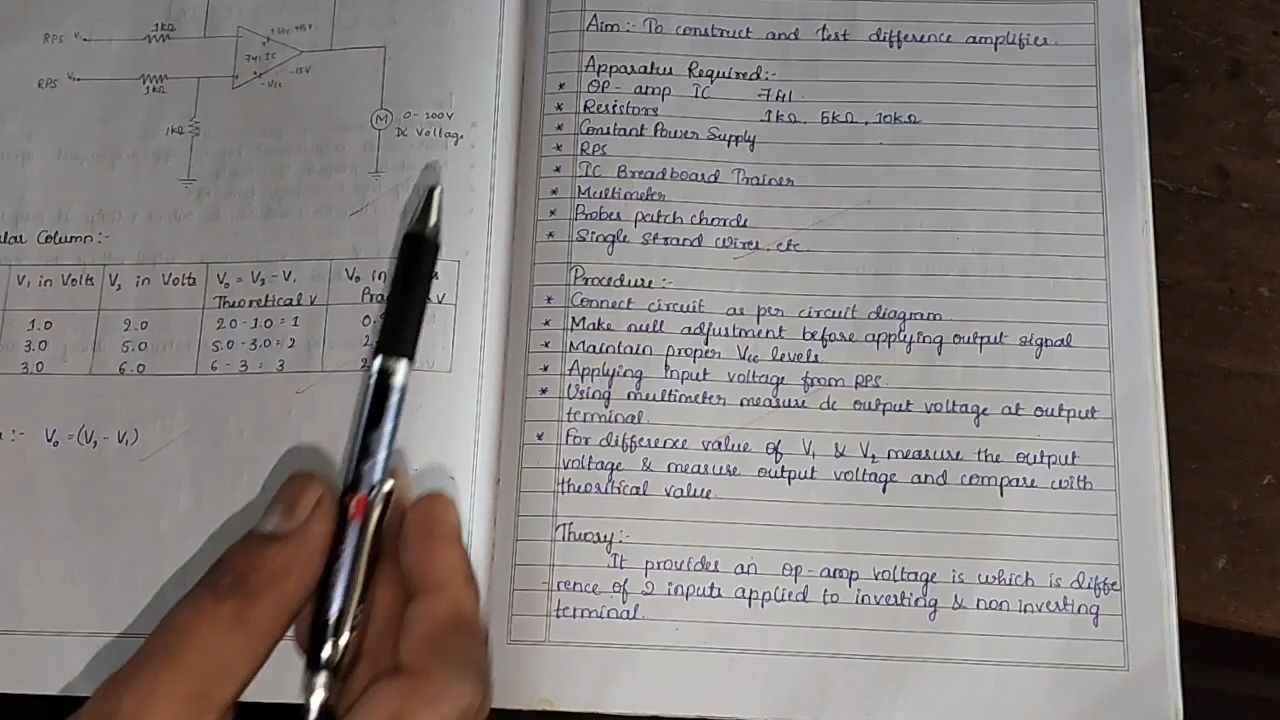 1kΩ
RPS V₁
+Vcc +15V
741 IC
-15V
-Vcc
RPS V₂
1kΩ
1kΩ
M
0-200V
DC Voltage
Column:-
V₁ in Volts V₂ in Volts V₀ = V₂ - V₁ V₀ in
Theoretical V V
1.0 2.0 2.0-1.0=1
3.0 5.0 5.0-3.0=2
3.0 6.0 6-3=3
:- V₀ = (V₂ - V₁)
Aim:- To construct and test difference amplifier.
Apparatus Required:-
* OP-amp IC 741.
* Resistors 1kΩ, 5kΩ, 10kΩ
* Constant Power Supply
* RPS
* IC Breadboard Trainer
* Multimeter
* Probes patch chords
* Single Strand wires, etc
Procedure:-
* Connect circuit as per circuit diagram
* Make null adjustment before applying output signal
* Maintain proper Vcc levels.
* Applying input voltage from RPS.
* Using multimeter measure dc output voltage at output
terminal.
* For difference value of V₁ & V₂ measure the output
voltage & measure output voltage and compare with
theoritical value.
Theory:-
It provides an op-amp voltage is which is diffe
-rence of 2 inputs applied to inverting & non inverting
terminal.